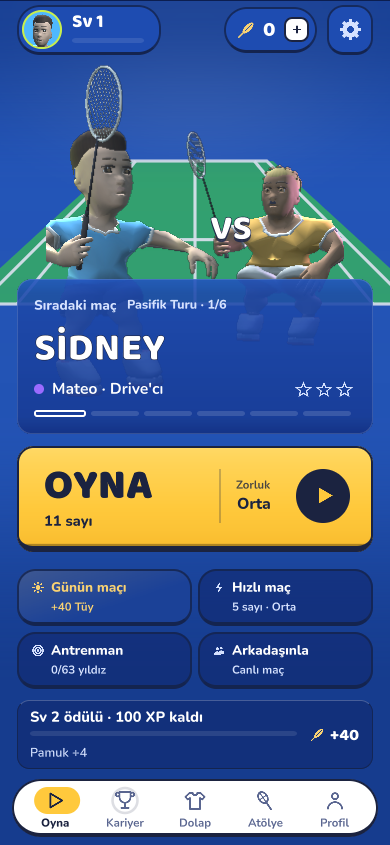 Sv 1
0 +
VS
Sıradaki maç Pasifik Turu · 1/6
SİDNEY
Mateo · Drive'cı
OYNA
11 sayı
Zorluk
Orta
Günün maçı
+40 Tüy
Hızlı maç
5 sayı · Orta
Antrenman
0/63 yıldız
Arkadaşınla
Canlı maç
Sv 2 ödülü · 100 XP kaldı
+40
Pamuk +4
Oyna Kariyer Dolap Atölye Profil